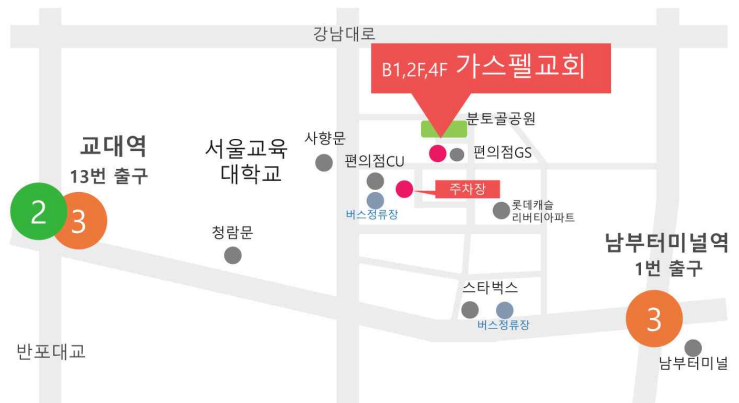 강남대로
B1,2F,4F 가스펠교회
분토골공원
교대역
13번 출구
서울교육
대학교
사향문
편의점CU
편의점GS
주차장
버스정류장
롯데캐슬
리버티아파트
2
3
청람문
남부터미널역
1번 출구
스타벅스
버스정류장
3
반포대교
남부터미널